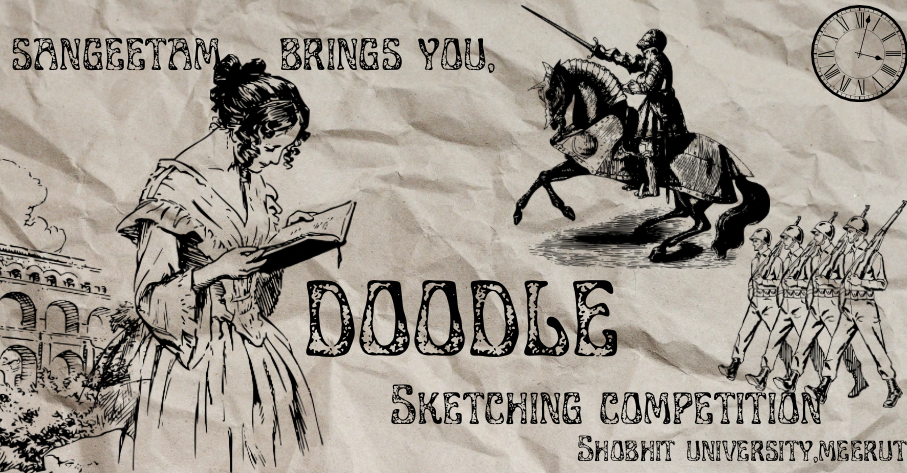 SANGEETAM BRINGS YOU,
DOODLE
SKETCHING COMPETITION
SHOBHIT UNIVERSITY,MEERUT